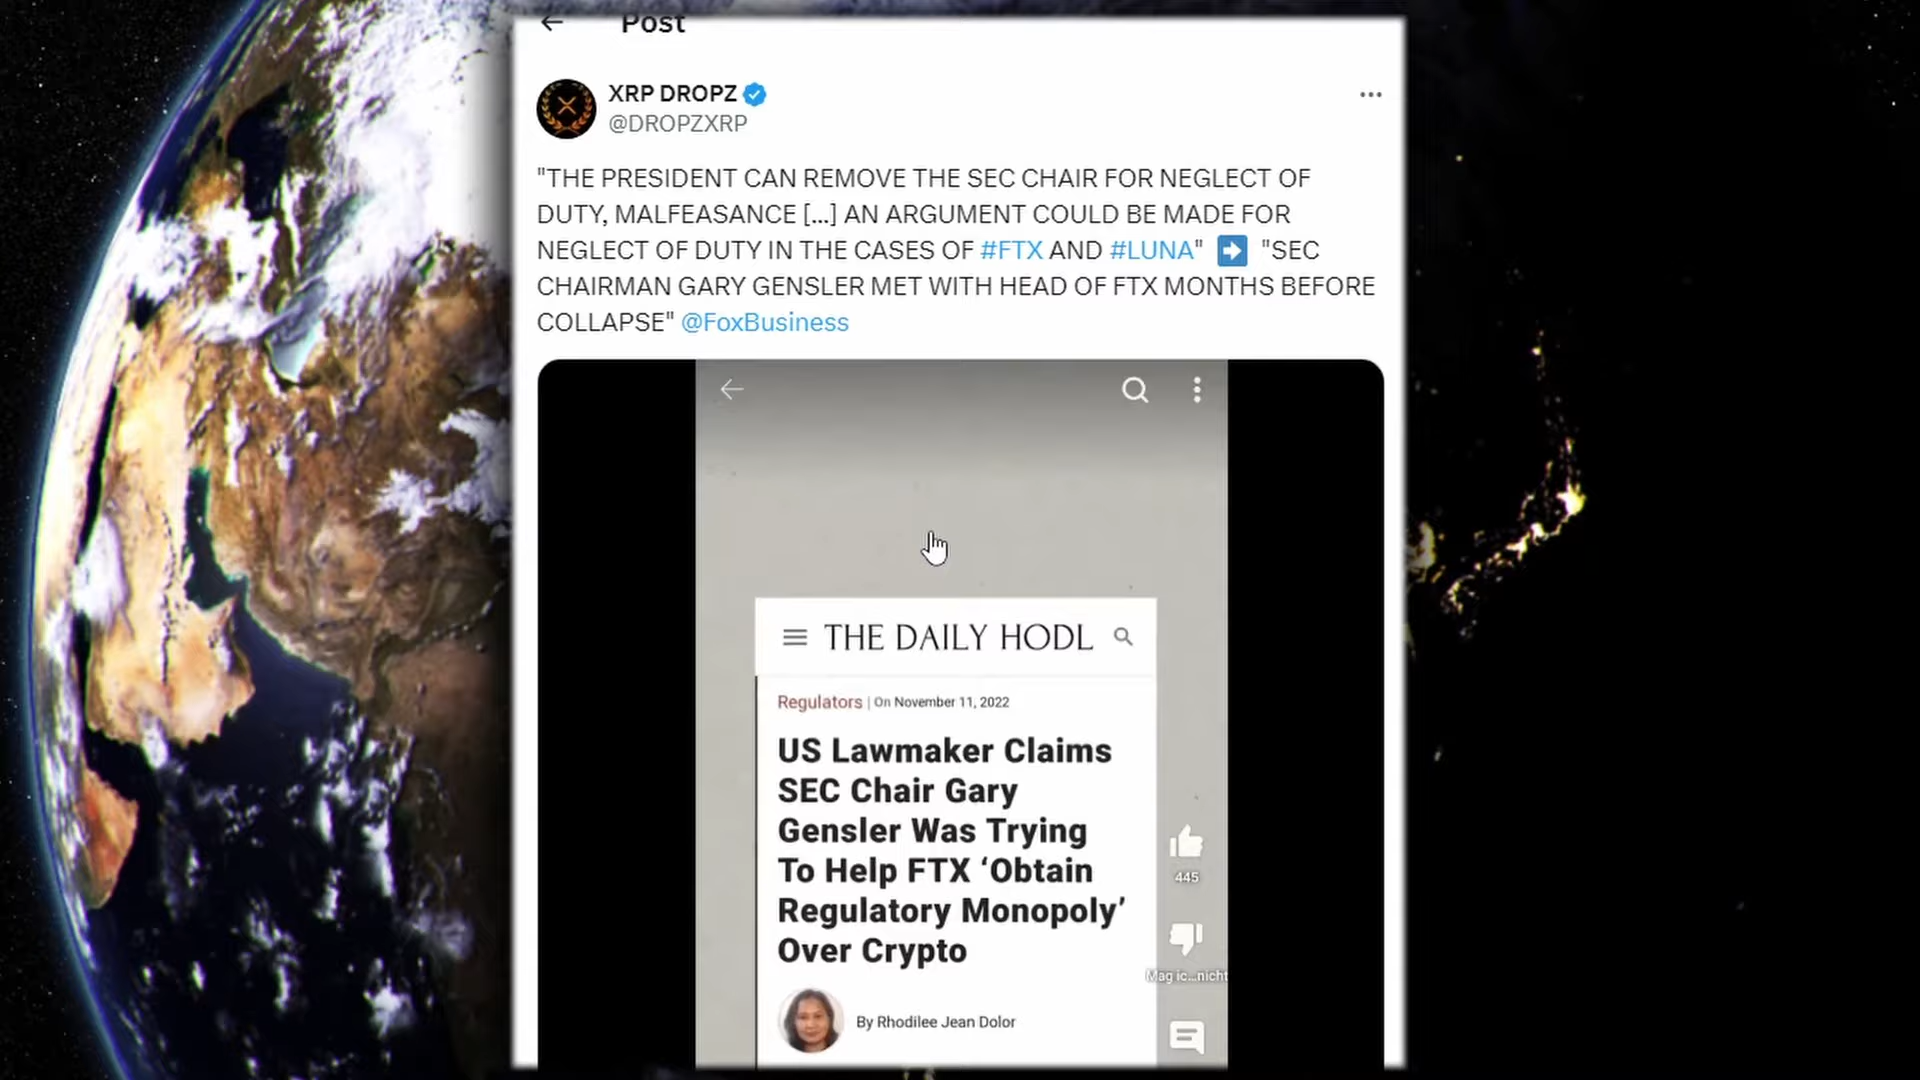 Post
XRP DROPZ
@DROPZXRP
"THE PRESIDENT CAN REMOVE THE SEC CHAIR FOR NEGLECT OF
DUTY, MALFEASANCE [...] AN ARGUMENT COULD BE MADE FOR
NEGLECT OF DUTY IN THE CASES OF #FTX AND #LUNA" ➡️ "SEC
CHAIRMAN GARY GENSLER MET WITH HEAD OF FTX MONTHS BEFORE
COLLAPSE" @FoxBusiness
THE DAILY HODL
Regulators | On November 11, 2022
US Lawmaker Claims
SEC Chair Gary
Gensler Was Trying
To Help FTX ‘Obtain
Regulatory Monopoly’
Over Crypto
By Rhodilee Jean Dolor
445
Mag ic...nicht